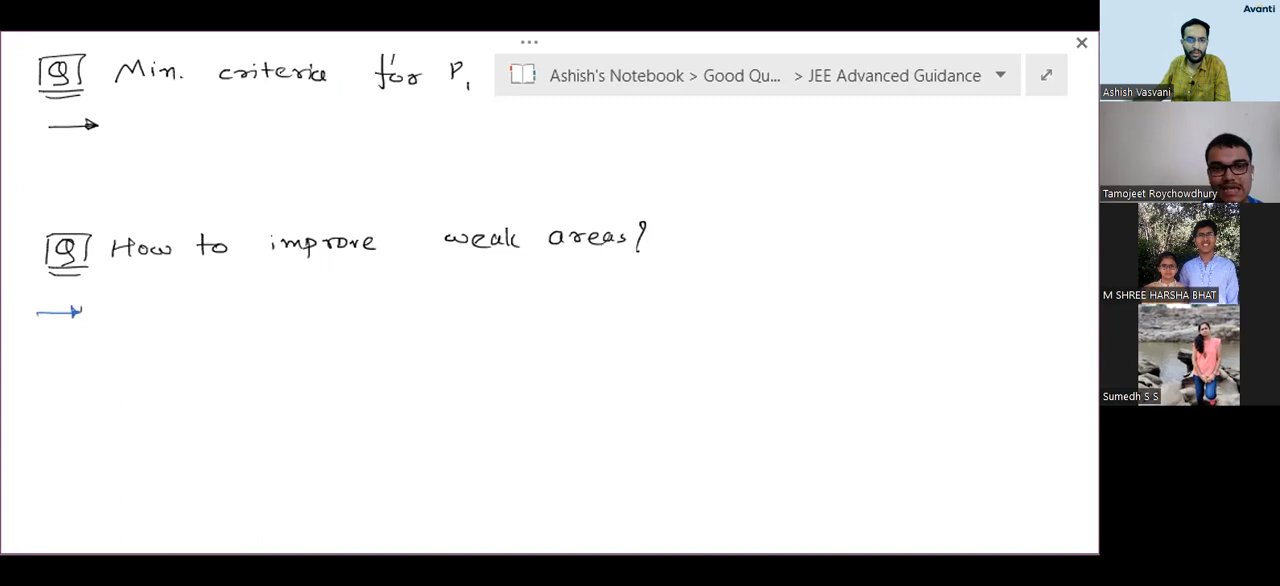 Avanti
Q Min. criteria for P1
Ashish's Notebook > Good Qu... > JEE Advanced Guidance
Ashish Vasvani
Tamojeet Roychowdhury
Q How to improve weak areas?
M SHREE HARSHA BHAT
Sumedh S S